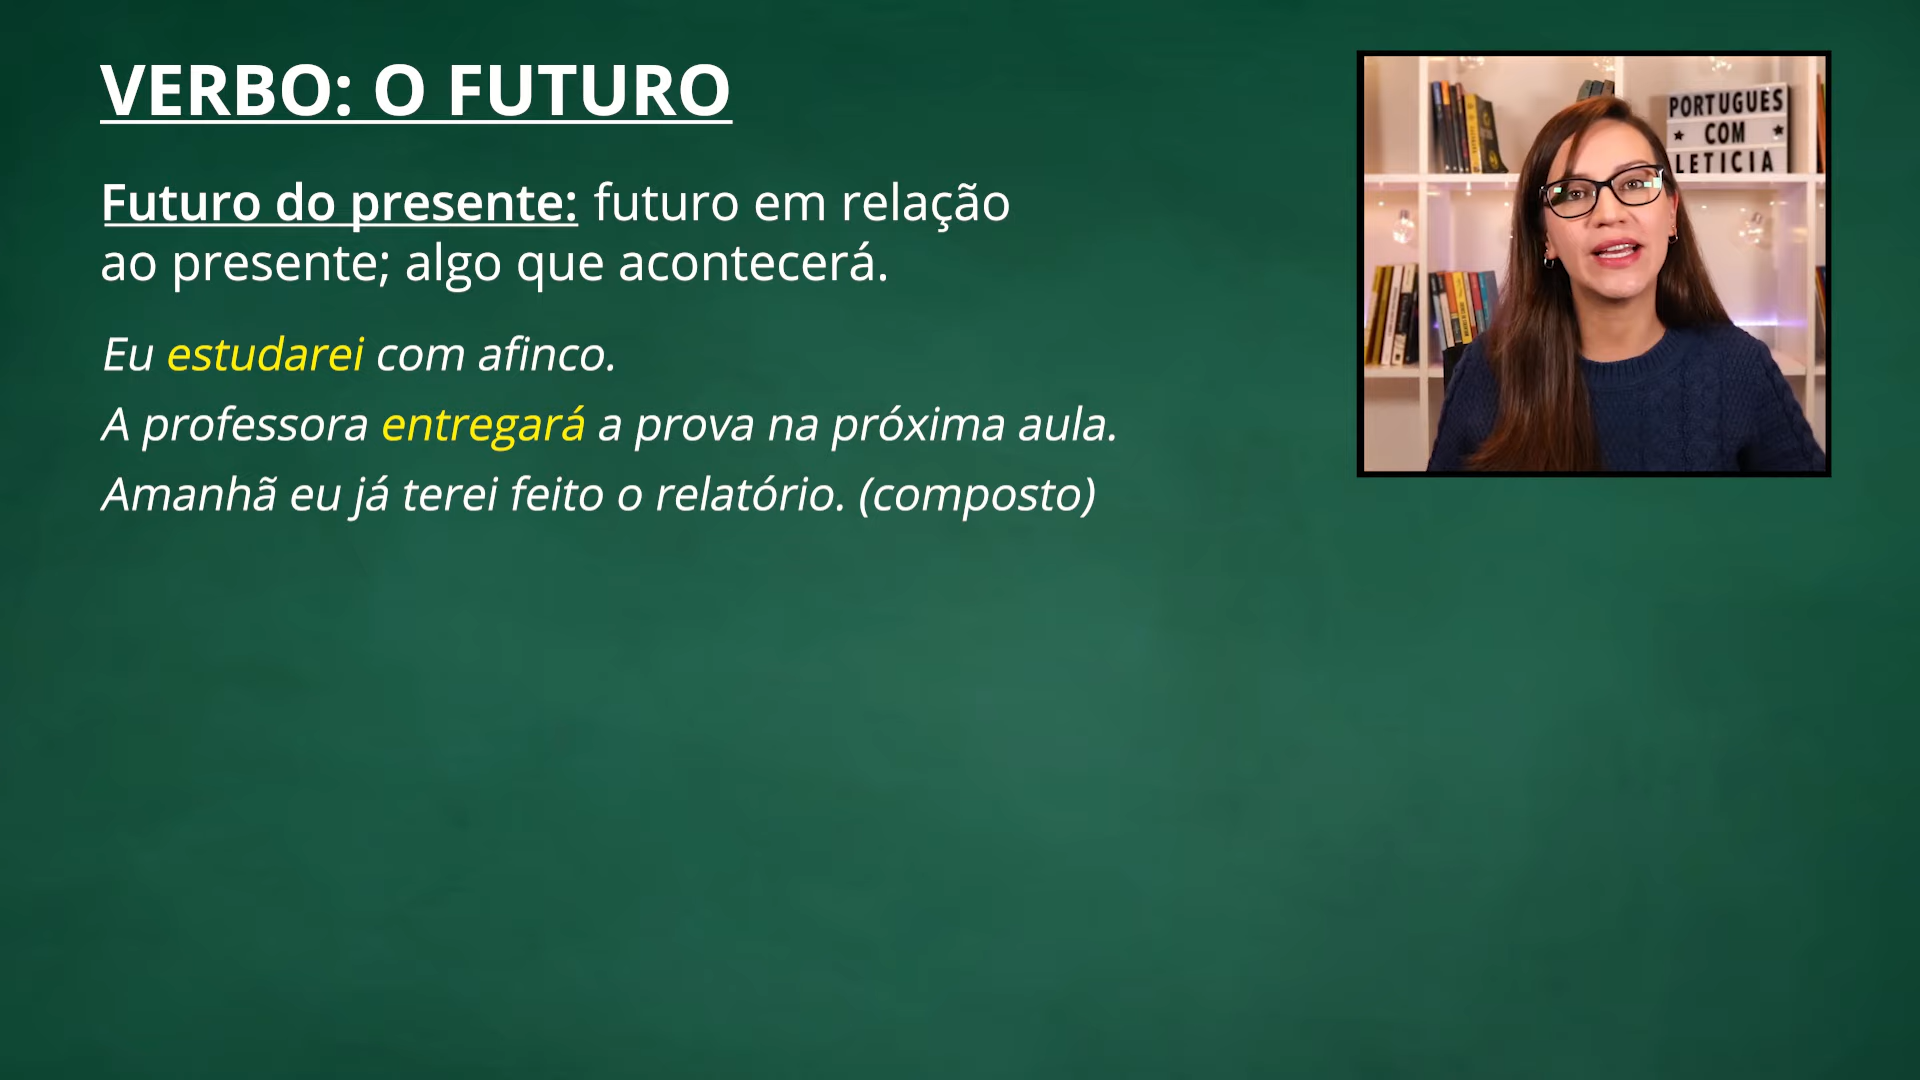 VERBO: O FUTURO
Futuro do presente: futuro em relação
ao presente; algo que acontecerá.
Eu estudarei com afinco.
A professora entregará a prova na próxima aula.
Amanhã eu já terei feito o relatório. (composto)
PORTUGUES
★ COM ★
LETICIA